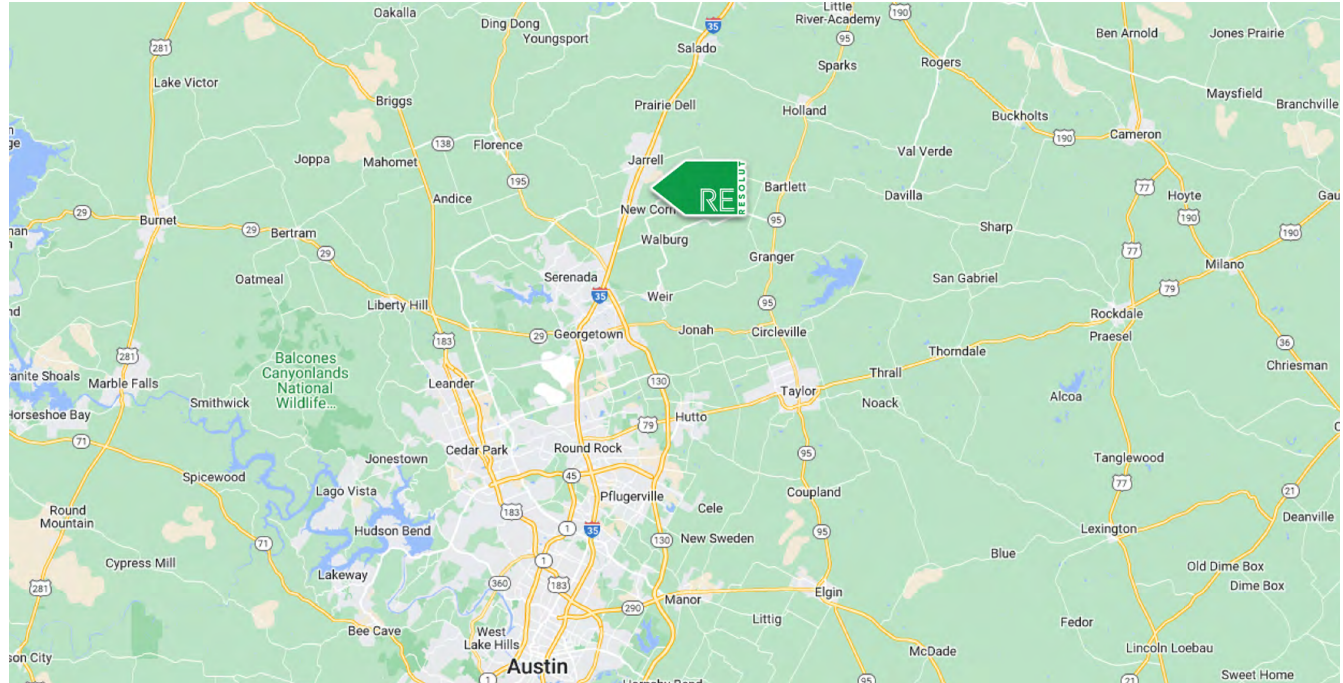 Oakalla
Ding Dong
Youngsport
35
Salado
Little
River-Academy
190
Ben Arnold
Jones Prairie
281
95
Sparks
Rogers
Lake Victor
Briggs
Prairie Dell
Holland
Maysfield
Branchville
Buckholts
190
Cameron
190
138
Florence
Joppa
Mahomet
Jarrell
Val Verde
195
RE
RESOLUT
Bartlett
Davilla
77
Hoyte
Andice
29
Burnet
New Corn
95
190
29
Bertram
Walburg
Sharp
77
190
29
Granger
Milano
Oatmeal
Serenada
San Gabriel
35
Weir
79
Liberty Hill
95
Rockdale
29
Georgetown
Jonah
Circleville
Praesel
183
36
281
Balcones
Canyonlands
National
Wildlife...
Thorndale
Chriesman
Marble Falls
Leander
130
Thrall
Smithwick
Taylor
Noack
Alcoa
Horseshoe Bay
Hutto
79
71
Cedar Park
Round Rock
95
Jonestown
Tanglewood
Spicewood
45
77
Lago Vista
Pflugerville
Coupland
21
Round
Mountain
183
Cele
Deanville
Hudson Bend
1
35
95
Lexington
71
130
New Sweden
Blue
Cypress Mill
1
Old Dime Box
Lakeway
360
183
Dime Box
281
290
Manor
Elgin
Littig
Fedor
Bee Cave
West
Lake Hills
Lincoln Loebau
McDade
Austin
Sweet Home
1
95
21